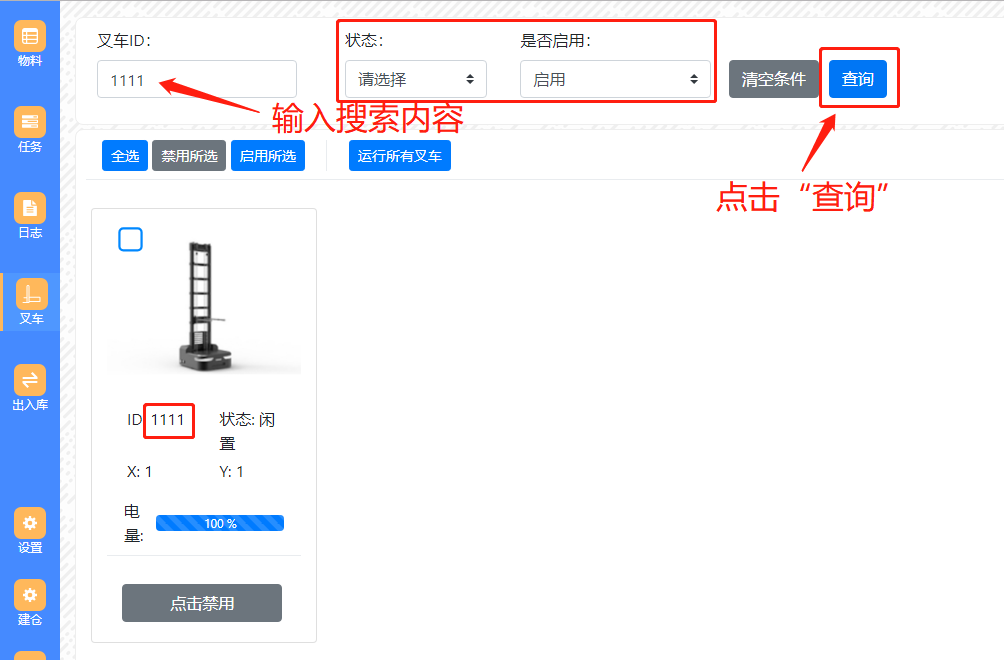 物料
任务
日志
叉车
出入库
设置
建仓
叉车ID：
状态：
是否启用：
1111
请选择
启用
清空条件
查询
输入搜索内容
点击“查询”
全选
禁用所选
启用所选
运行所有叉车
ID 1111
状态: 闲
置
X: 1
Y: 1
电
量:
100 %
点击禁用